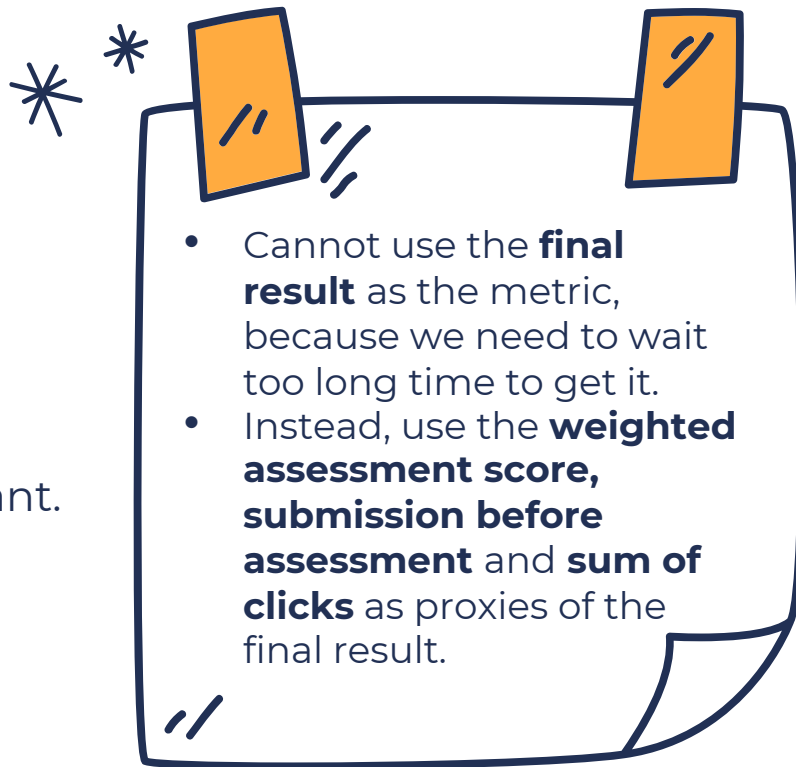 • Cannot use the final
result as the metric,
because we need to wait
too long time to get it.
• Instead, use the weighted
assessment score,
submission before
assessment and sum of
clicks as proxies of the
final result.